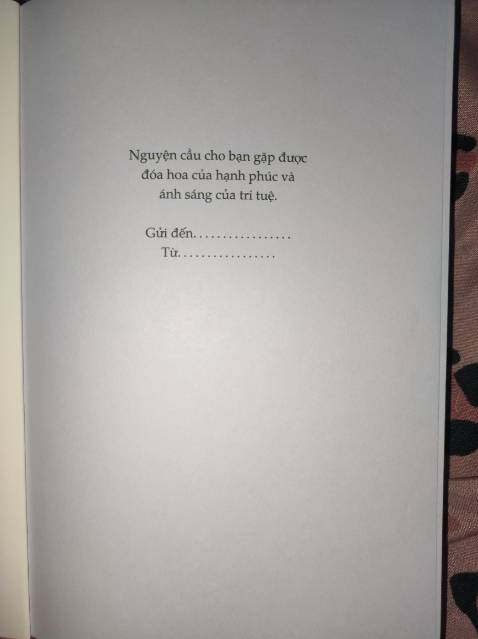 Nguyện cầu cho bạn gặp được
đóa hoa của hạnh phúc và
ánh sáng của trí tuệ.
Gửi đến.................
Từ.................